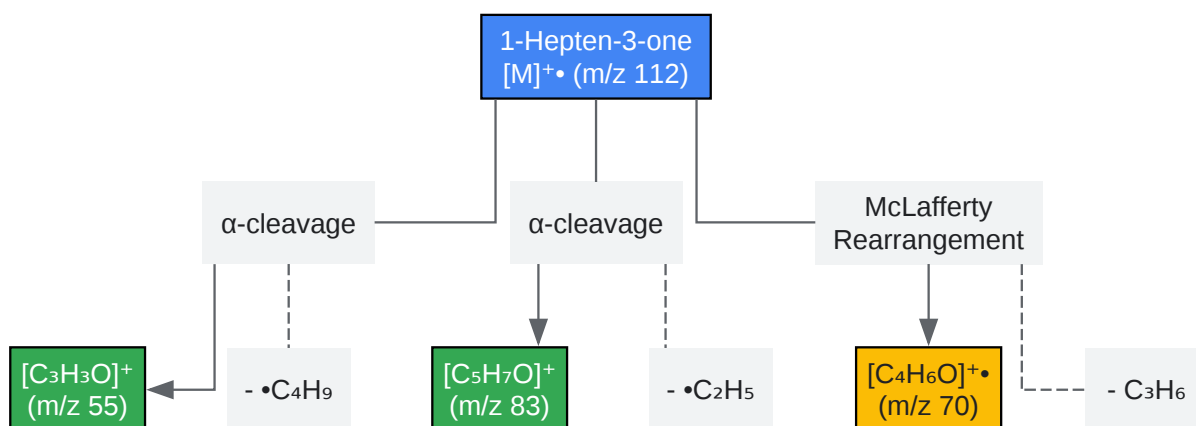 1-Hepten-3-one
[M]⁺• (m/z 112)
α-cleavage
α-cleavage
McLafferty
Rearrangement
[C₃H₃O]⁺
(m/z 55)
- •C₄H₉
[C₅H₇O]⁺
(m/z 83)
- •C₂H₅
[C₄H₆O]⁺•
(m/z 70)
- C₃H₆